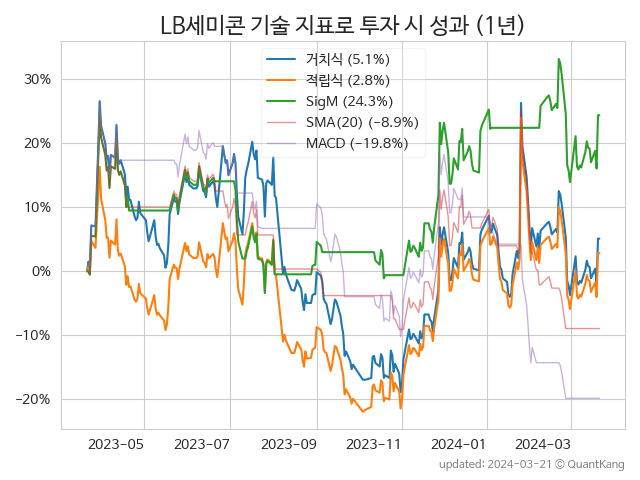 LB세미콘 기술 지표로 투자 시 성과 (1년)
거치식 (5.1%)
적립식 (2.8%)
SigM (24.3%)
SMA(20) (−8.9%)
MACD (−19.8%)
30%
20%
10%
0%
−10%
−20%
2023−05
2023−07
2023−09
2023−11
2024−01
2024−03
updated: 2024-03-21 © QuantKang